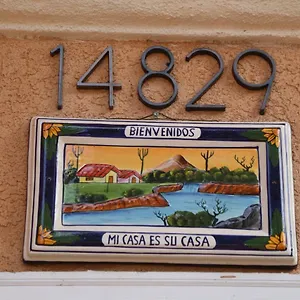 14829
BIENVENIDOS
MI CASA ES SU CASA